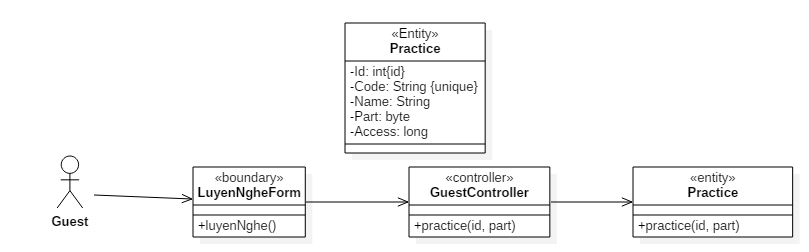 «Entity»
Practice
-Id: int{id}
-Code: String {unique}
-Name: String
-Part: byte
-Access: long
Guest
«boundary»
LuyenNgheForm
+luyenNghe()
«controller»
GuestController
+practice(id, part)
«entity»
Practice
+practice(id, part)